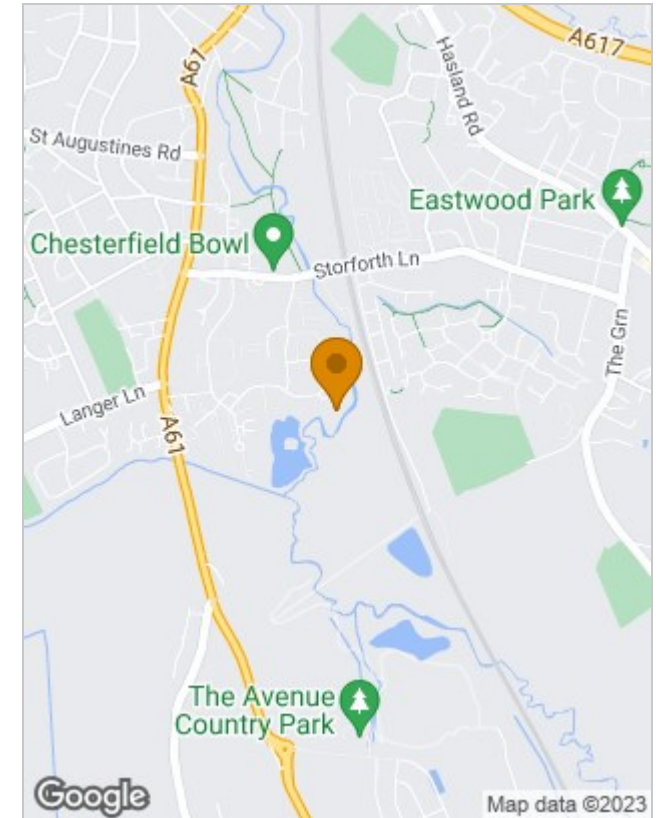 A617
A61
Hasland Rd
St Augustines Rd
Eastwood Park
Chesterfield Bowl
Storforth Ln
The Grn
Langer Ln
A61
The Avenue
Country Park
Google
Map data ©2023